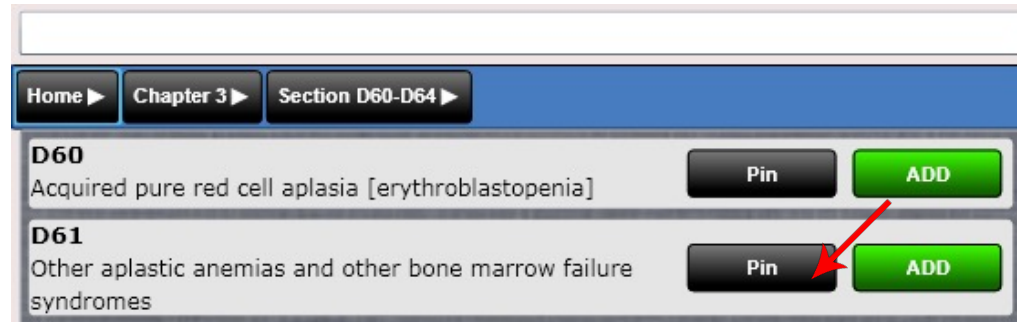 Home▶ Chapter 3▶ Section D60-D64▶
D60
Acquired pure red cell aplasia [erythroblastopenia]
Pin ADD
D61
Other aplastic anemias and other bone marrow failure
syndromes
Pin ADD